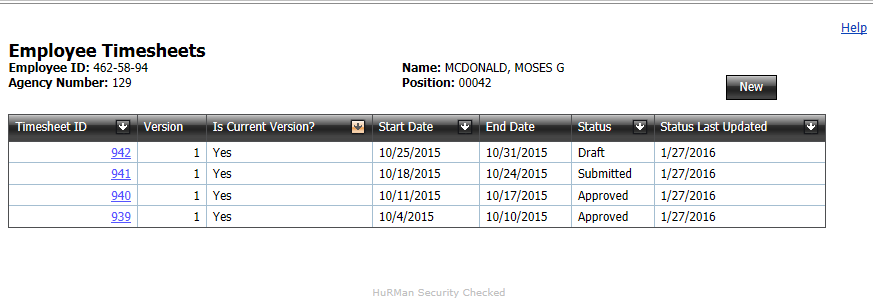 Help
Employee Timesheets
Employee ID: 462-58-94 Name: MCDONALD, MOSES G
Agency Number: 129 Position: 00042
New
Timesheet ID Version Is Current Version? Start Date End Date Status Status Last Updated
942 1 Yes 10/25/2015 10/31/2015 Draft 1/27/2016
941 1 Yes 10/18/2015 10/24/2015 Submitted 1/27/2016
940 1 Yes 10/11/2015 10/17/2015 Approved 1/27/2016
939 1 Yes 10/4/2015 10/10/2015 Approved 1/27/2016
HuRMan Security Checked